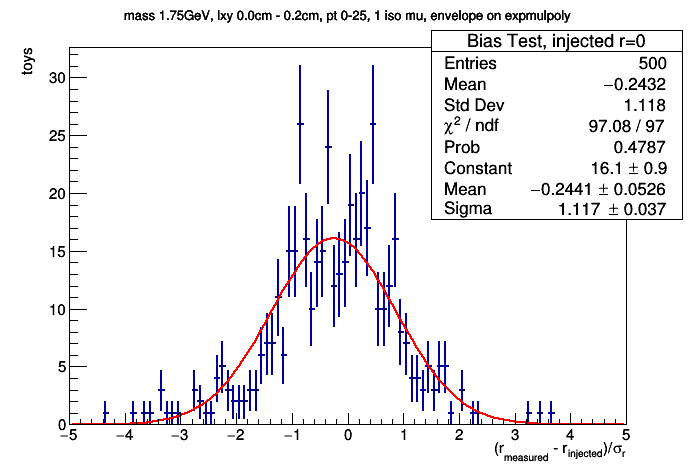 mass 1.75GeV, lxy 0.0cm - 0.2cm, pt 0-25, 1 iso mu, envelope on expmulpoly
Bias Test, injected r=0
Entries 500
Mean −0.2432
Std Dev 1.118
χ² / ndf 97.08 / 97
Prob 0.4787
Constant 16.1 ± 0.9
Mean −0.2441 ± 0.0526
Sigma 1.117 ± 0.037
toys
30
25
20
15
10
5
0
−5 −4 −3 −2 −1 0 1 2 3 4 5
(r_measured - r_injected)/σ_r